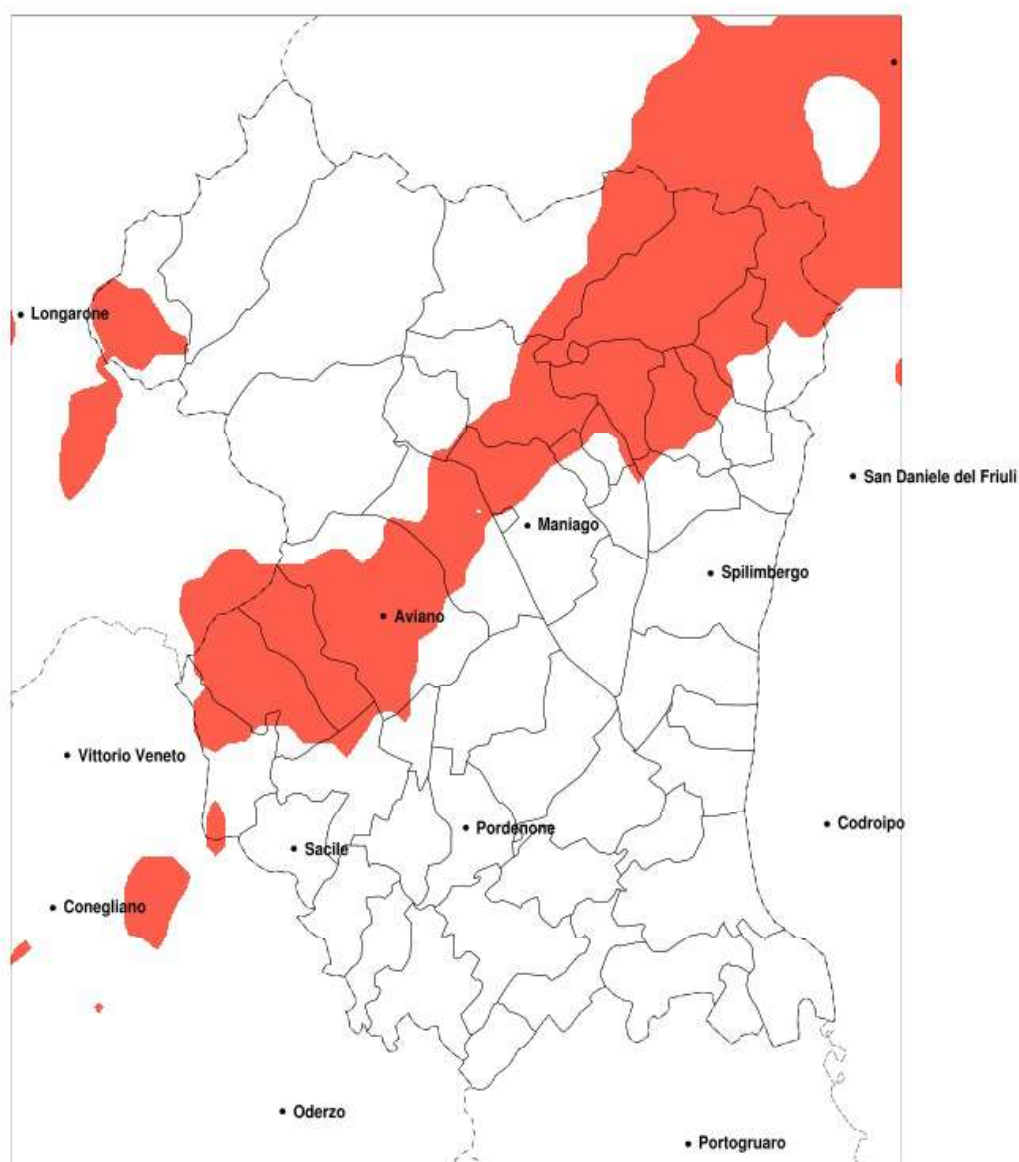 Longarone
San Daniele del Friuli
Maniago
Spilimbergo
Aviano
Vittorio Veneto
Pordenone
Codroipo
Sacile
Conegliano
Oderzo
Portogruaro